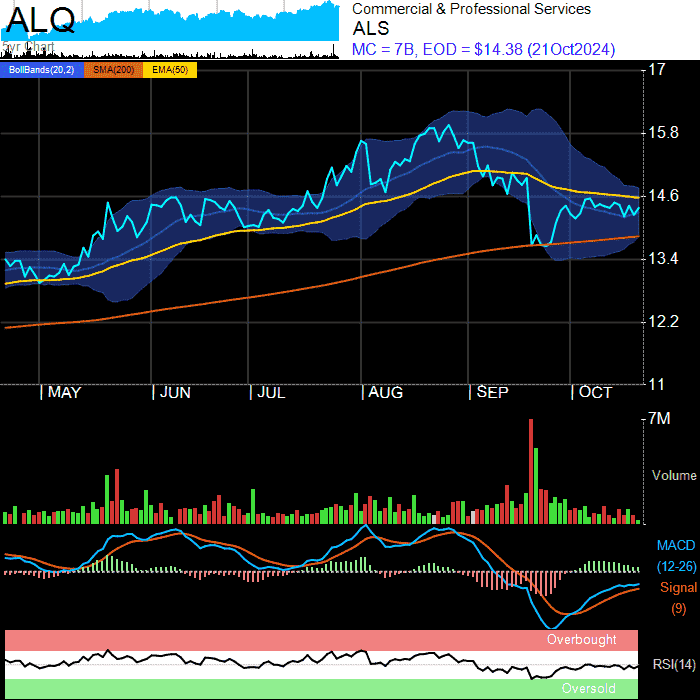 ALQ
5yr Chart
Commercial & Professional Services
ALS
MC = 7B, EOD = $14.38 (21Oct2024)
BollBands(20,2) SMA(200) EMA(50)
17
15.8
14.6
13.4
12.2
11
MAY JUN JUL AUG SEP OCT
7M
Volume
MACD
(12-26)
Signal
(9)
Overbought
RSI(14)
Oversold